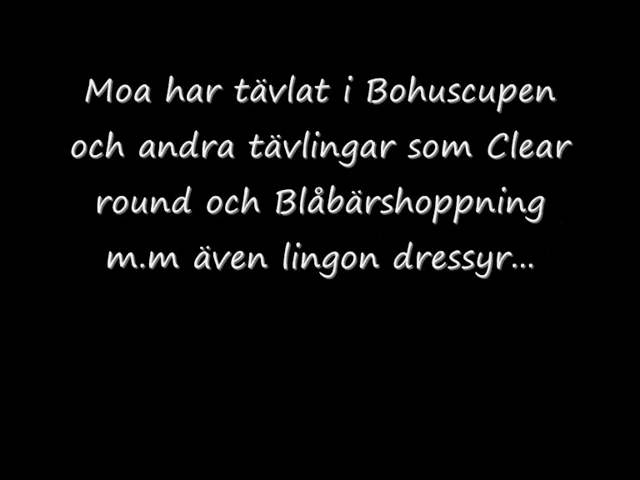 Moa har tävlat i Bohuscupen
och andra tävlingar som Clear
round och Blåbärshoppning
m.m även lingon dressyr...